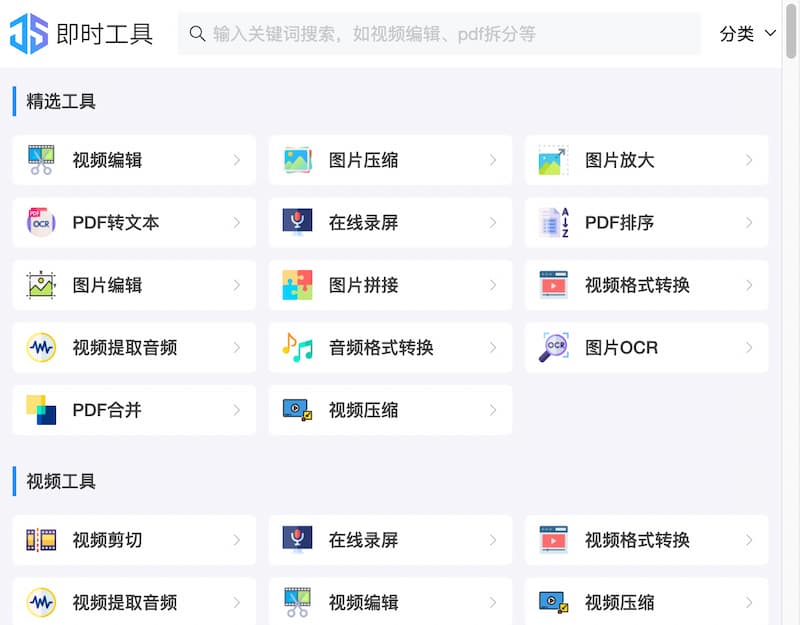 即时工具
输入关键词搜索，如视频编辑、pdf拆分等
分类
精选工具
视频编辑
图片压缩
图片放大
PDF转文本
在线录屏
PDF排序
图片编辑
图片拼接
视频格式转换
视频提取音频
音频格式转换
图片OCR
PDF合并
视频压缩
视频工具
视频剪切
在线录屏
视频格式转换
视频提取音频
视频编辑
视频压缩